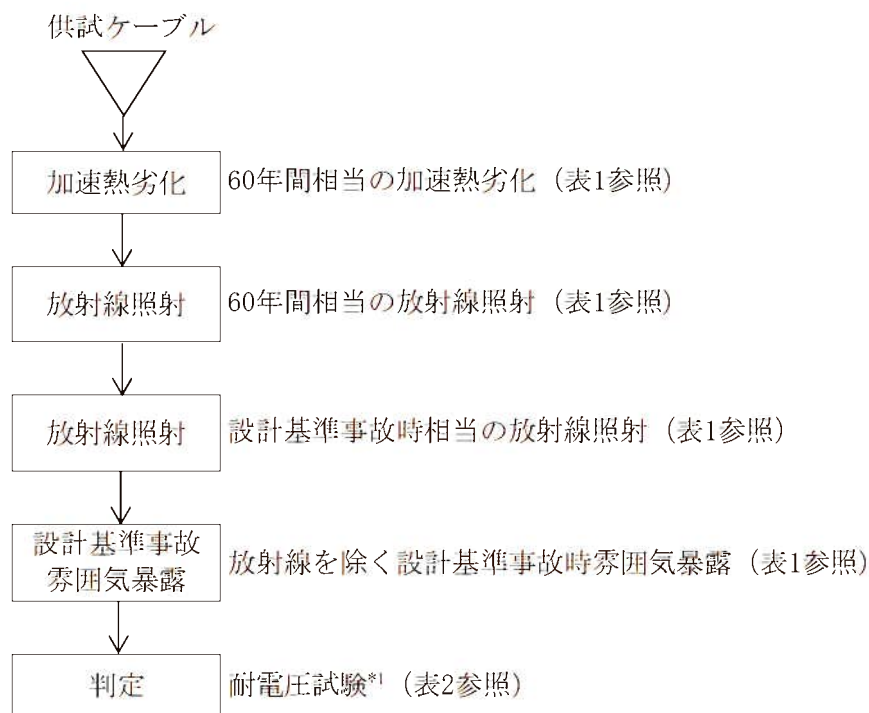 供試ケーブル
加速熱劣化 60年間相当の加速熱劣化(表1参照)
放射線照射 60年間相当の放射線照射(表1参照)
放射線照射 設計基準事故時相当の放射線照射(表1参照)
設計基準事故
雰囲気暴露
放射線を除く設計基準事故時雰囲気暴露(表1参照)
判定 耐電圧試験*1(表2参照)